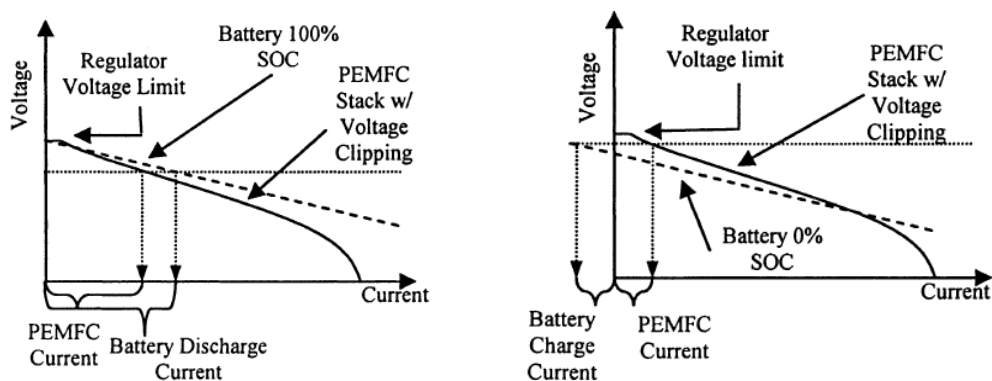 Voltage
Regulator
Voltage Limit
Battery 100%
SOC
PEMFC
Stack w/
Voltage
Clipping
Current
PEMFC
Current
Battery Discharge
Current
Voltage
Regulator
Voltage limit
PEMFC
Stack w/
Voltage
Clipping
Battery 0%
SOC
Current
Battery
Charge
Current
PEMFC
Current